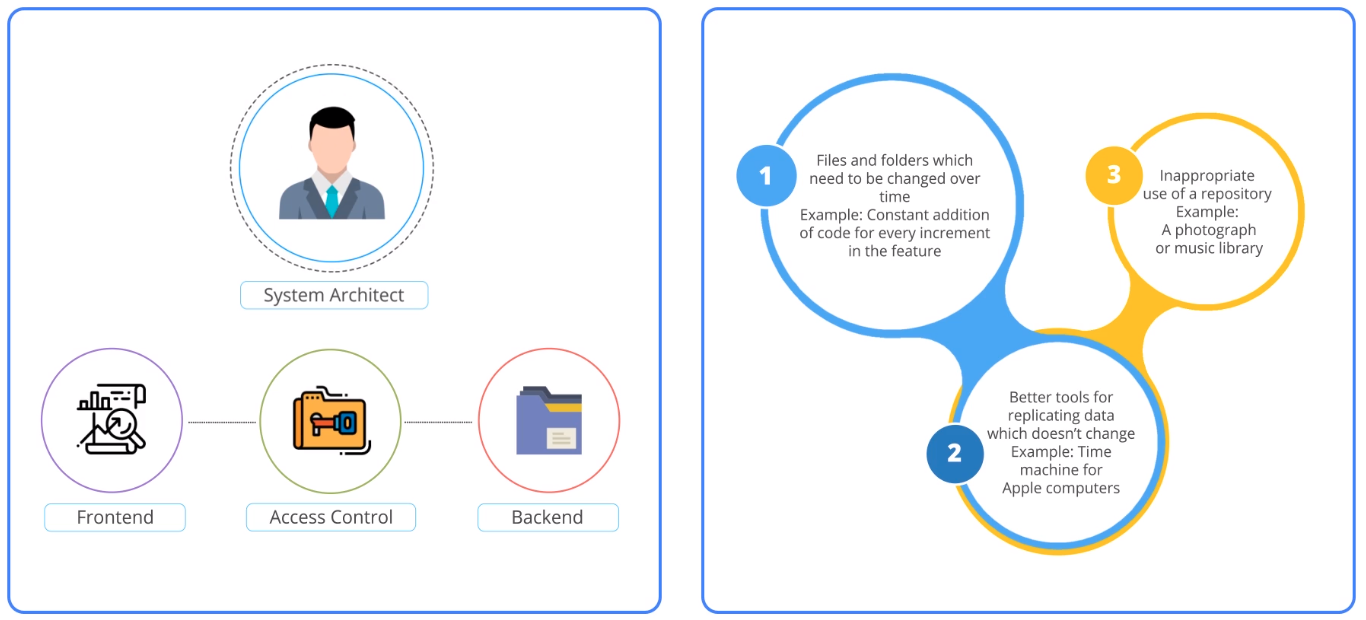 System Architect
Frontend
Access Control
Backend
1
Files and folders which
need to be changed over
time
Example: Constant addition
of code for every increment
in the feature
3
Inappropriate
use of a repository
Example:
A photograph
or music library
2
Better tools for
replicating data
which doesn’t change
Example: Time
machine for
Apple computers